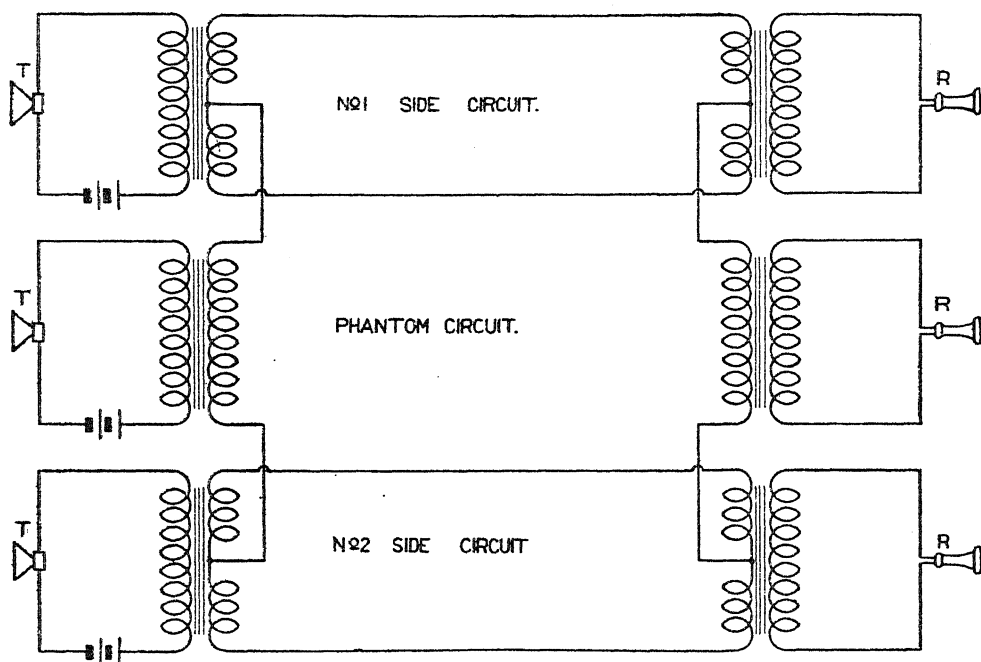 T
R
Nº1 SIDE CIRCUIT.
T
R
PHANTOM CIRCUIT.
T
R
Nº2 SIDE CIRCUIT